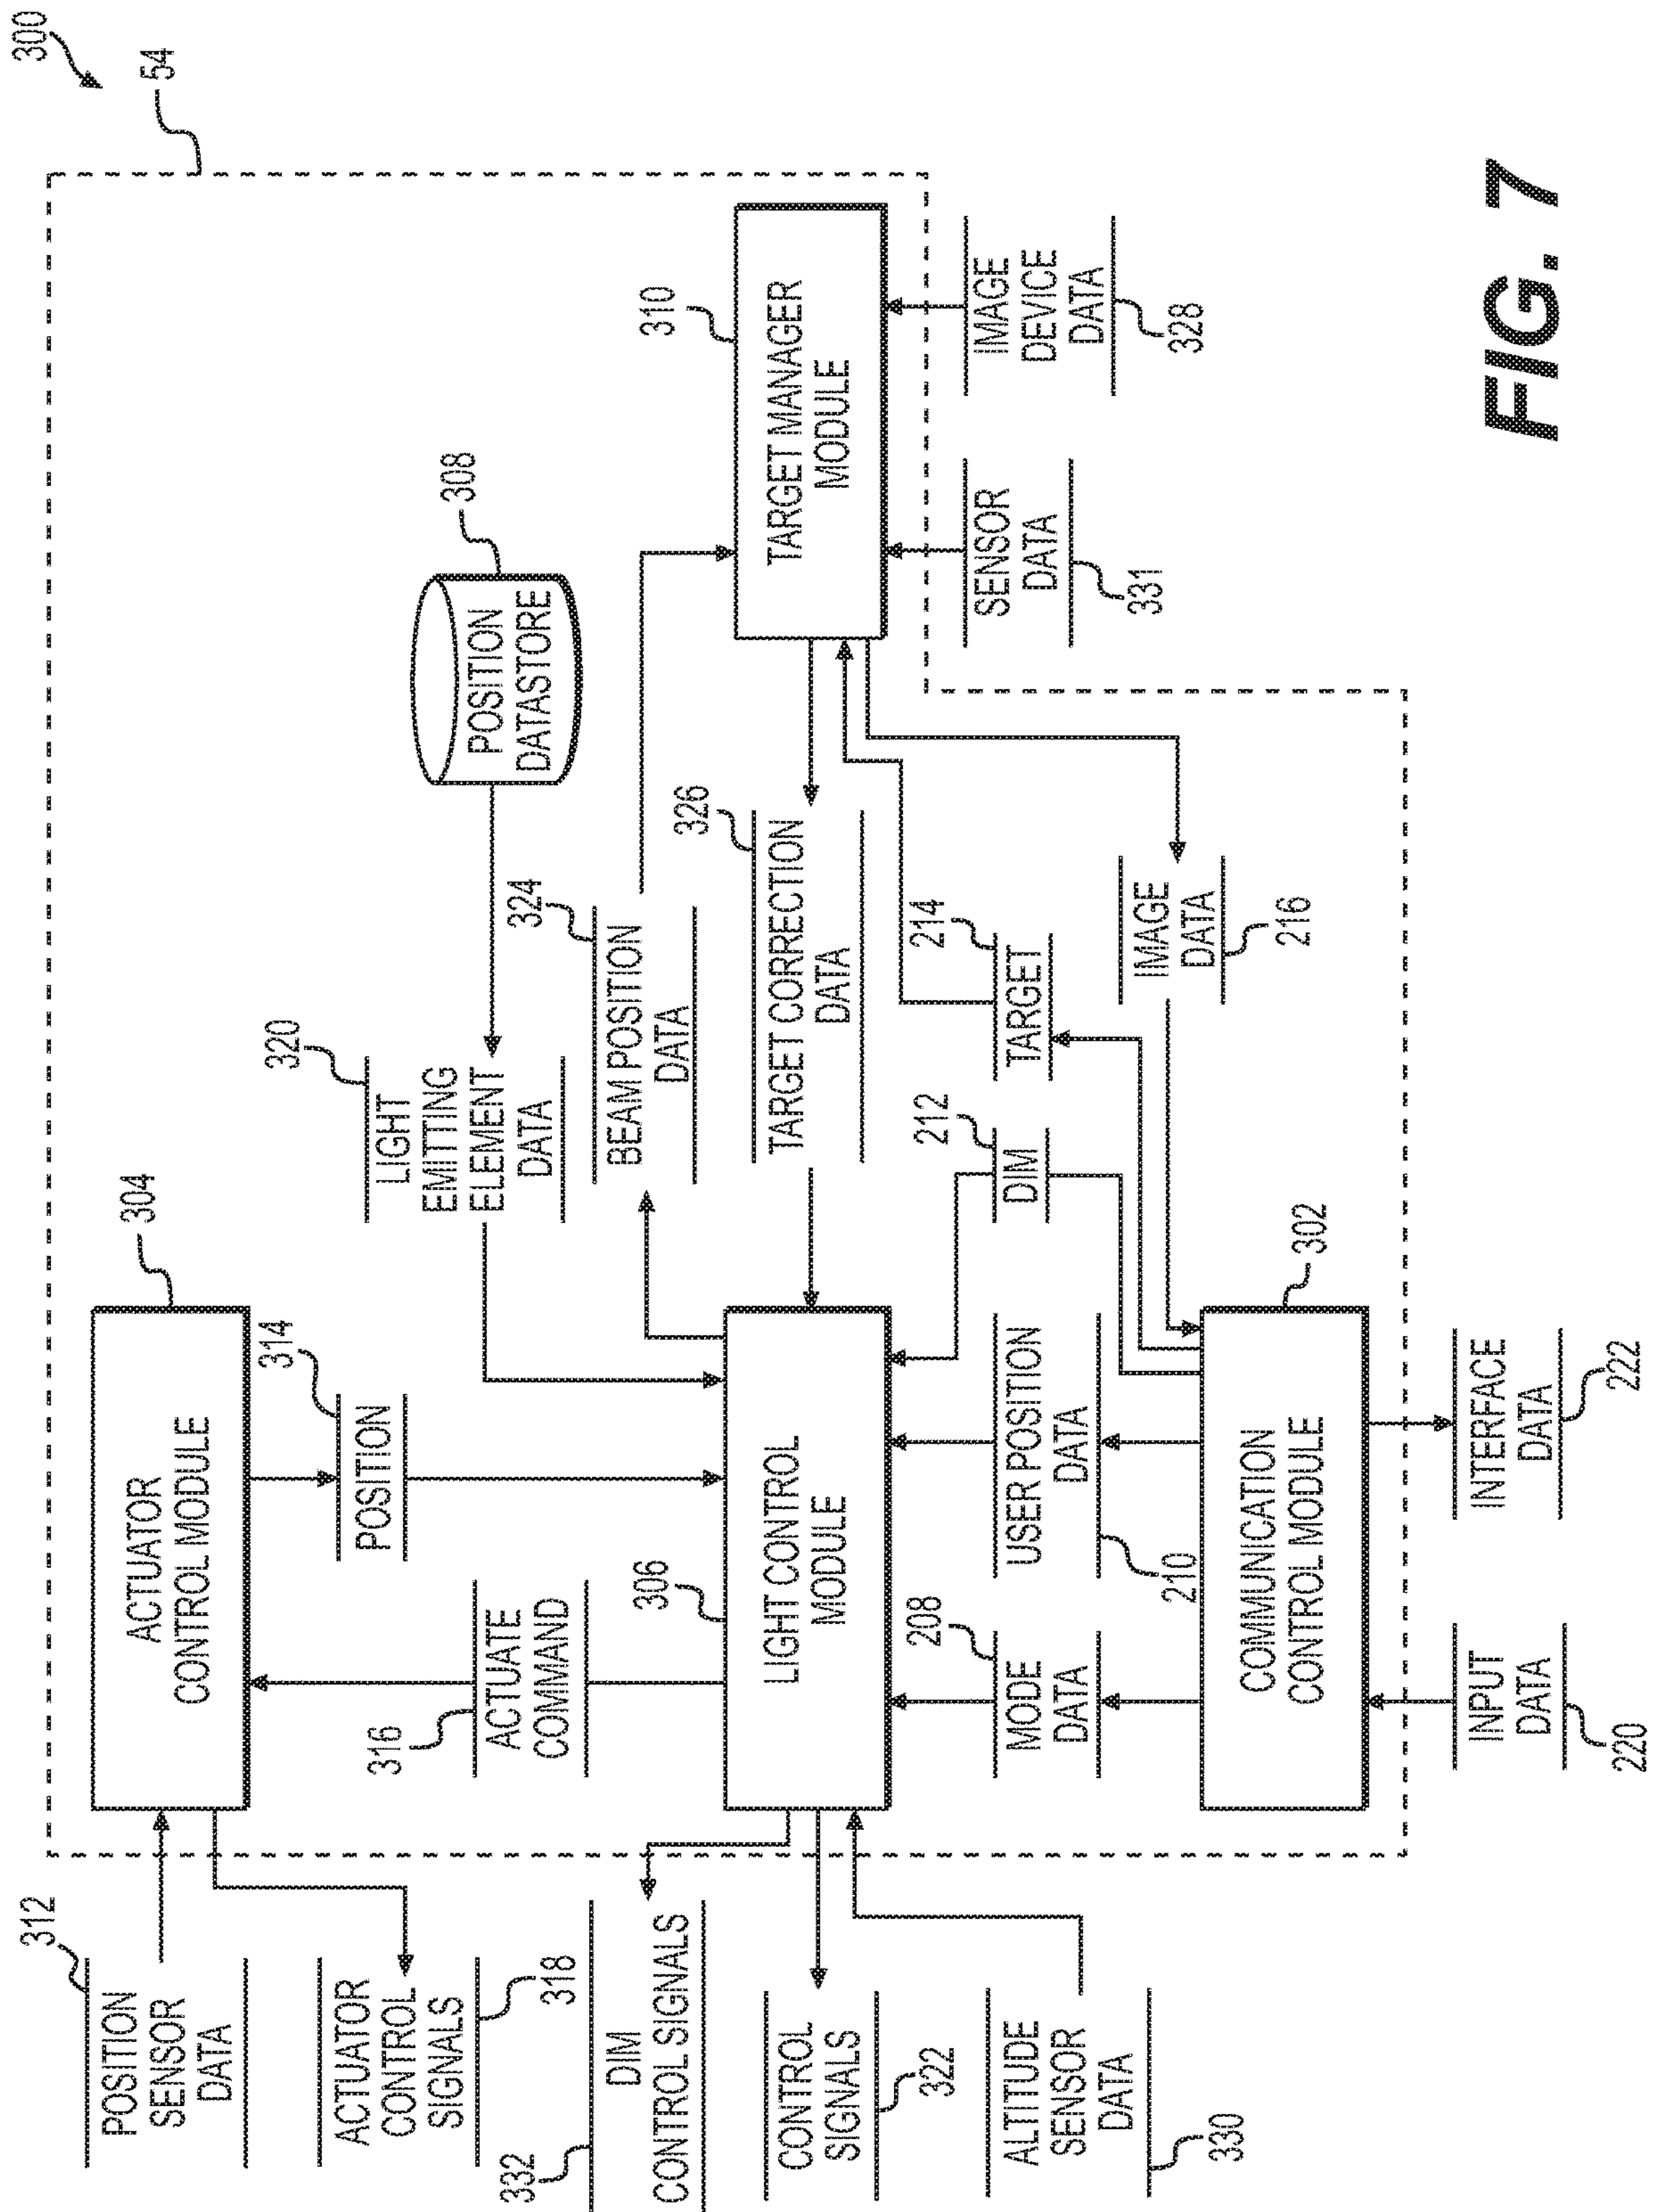 300
54
312
POSITION
SENSOR
DATA
ACTUATOR
CONTROL
SIGNALS
318
332
DIM
CONTROL SIGNALS
CONTROL
SIGNALS
322
ALTITUDE
SENSOR
DATA
330
304
ACTUATOR
CONTROL MODULE
316
ACTUATE
COMMAND
314
POSITION
320
LIGHT
EMITTING
ELEMENT
DATA
308
POSITION
DATASTORE
324
BEAM POSITION
DATA
326
TARGET CORRECTION
DATA
306
LIGHT CONTROL
MODULE
310
TARGET MANAGER
MODULE
208
MODE
DATA
USER POSITION
DATA
210
212
DIM
214
TARGET
IMAGE
DATA
216
SENSOR
DATA
331
IMAGE
DEVICE
DATA
328
302
COMMUNICATION
CONTROL MODULE
INPUT
DATA
220
INTERFACE
DATA
222
FIG. 7